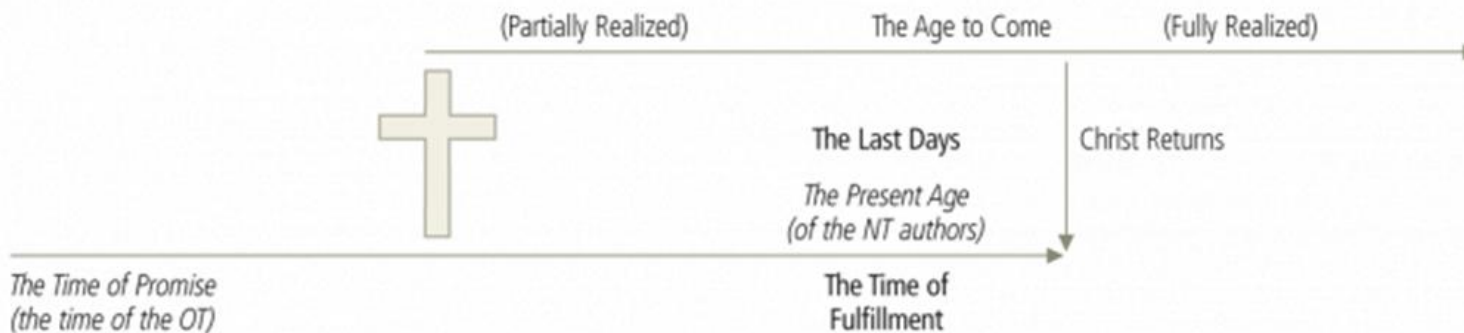 (Partially Realized) The Age to Come (Fully Realized)
The Last Days Christ Returns
The Present Age
(of the NT authors)
The Time of Promise The Time of
(the time of the OT) Fulfillment